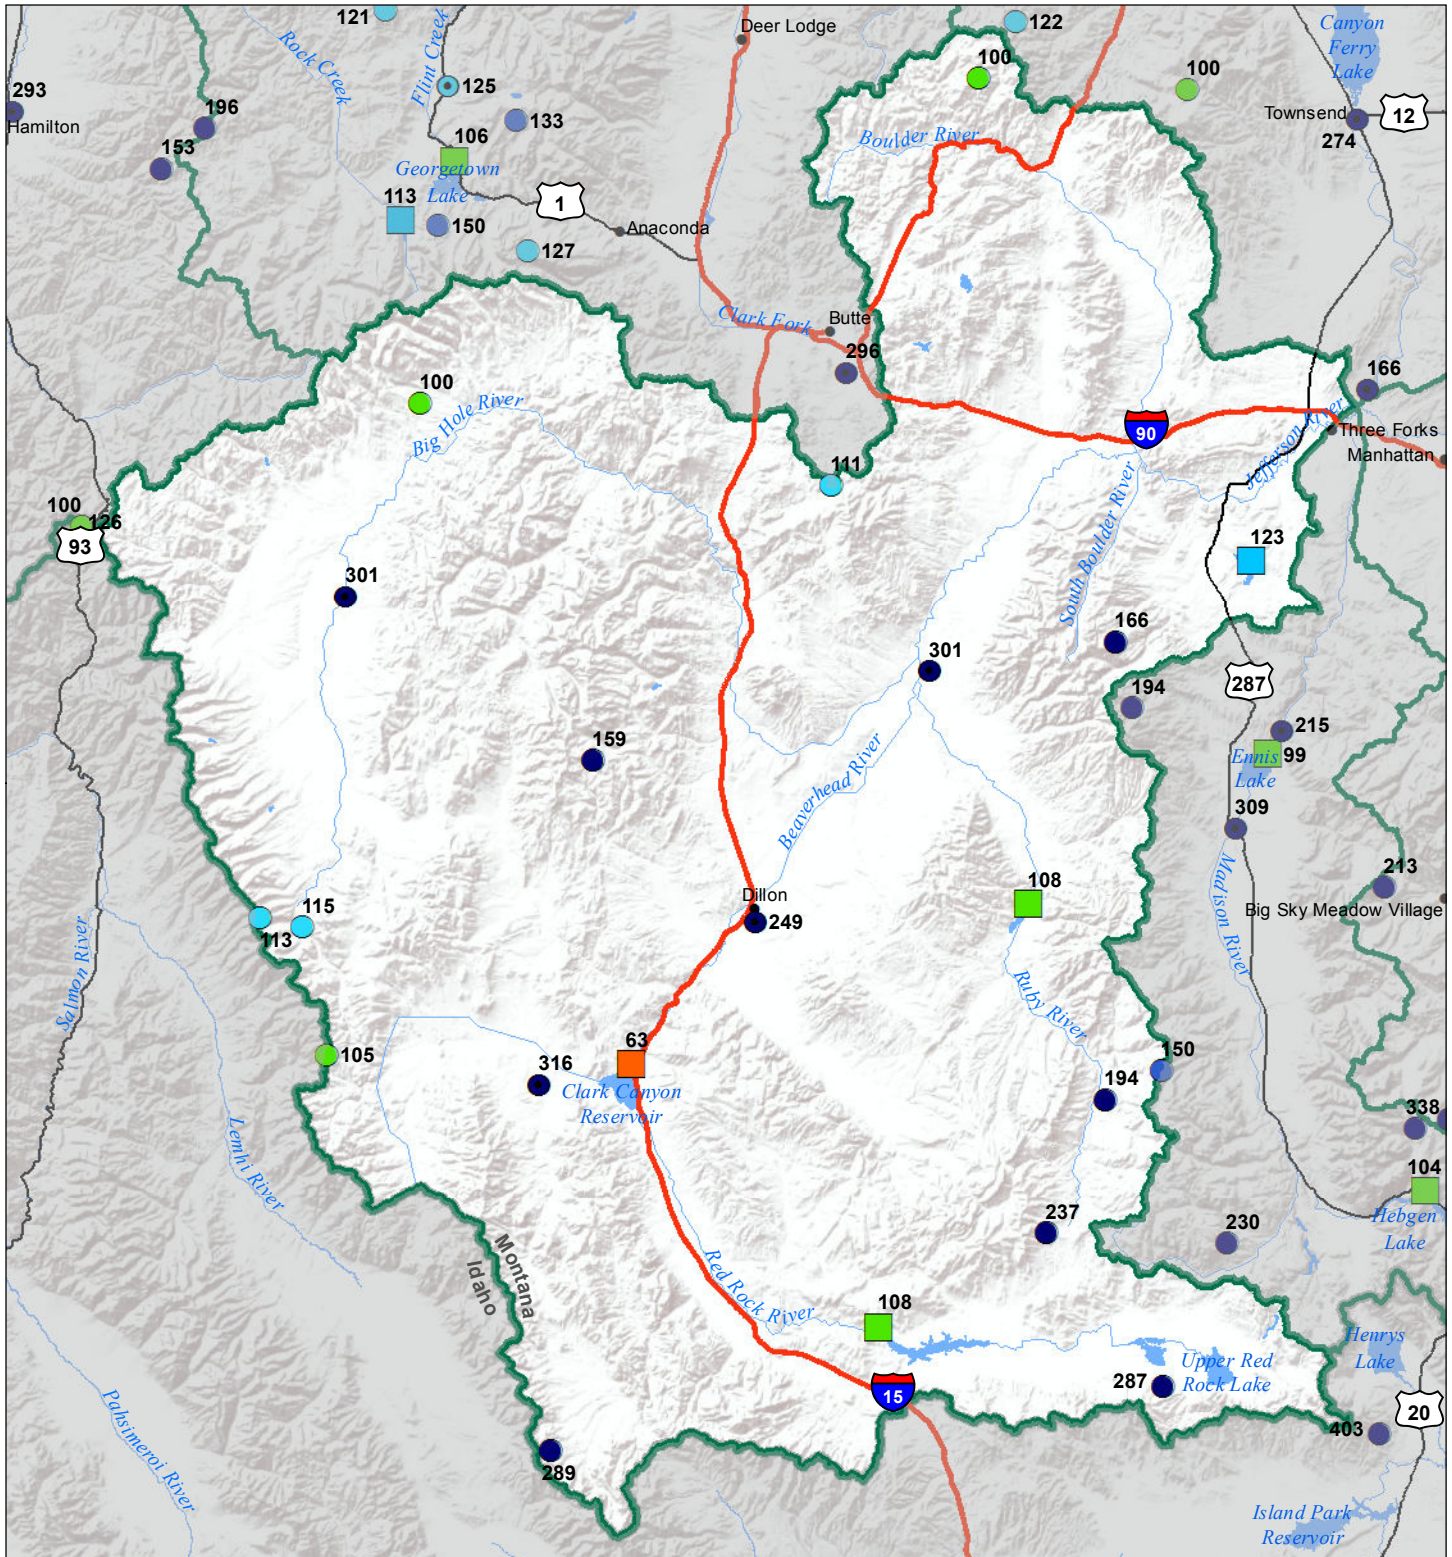 121
Deer Lodge
122
Canyon
Ferry
Lake
Rock Creek
Flint Creek
125
100
100
293
Hamilton
196
133
Townsend
12
274
153
106
Georgetown
Lake
Boulder River
113
1
150
Anaconda
127
Clark Fork
Butte
296
166
100
Big Hole River
90
Jefferson River
Three Forks
Manhattan
111
South Boulder River
100
126
93
123
301
166
301
287
194
215
159
Ennis
Lake
99
Beaverhead River
309
Madison River
213
108
Big Sky Meadow Village
Dillon
249
115
113
Salmon River
Ruby River
105
63
316
Clark Canyon
Reservoir
150
194
338
Lemhi River
104
Hebgen
Lake
237
230
Montana
Idaho
Red Rock River
108
Henrys
Lake
Upper Red
Rock Lake
287
15
20
403
Pahsimeroi River
289
Island Park
Reservoir